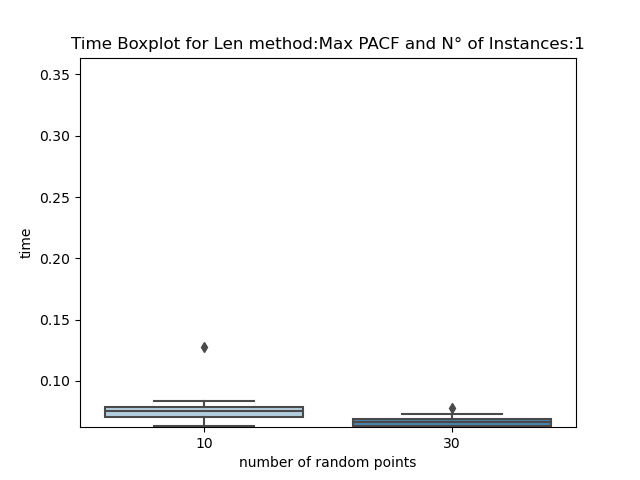 Time Boxplot for Len method:Max PACF and N° of Instances:1
0.35
0.30
0.25
0.20
0.15
0.10
time
10 30
number of random points